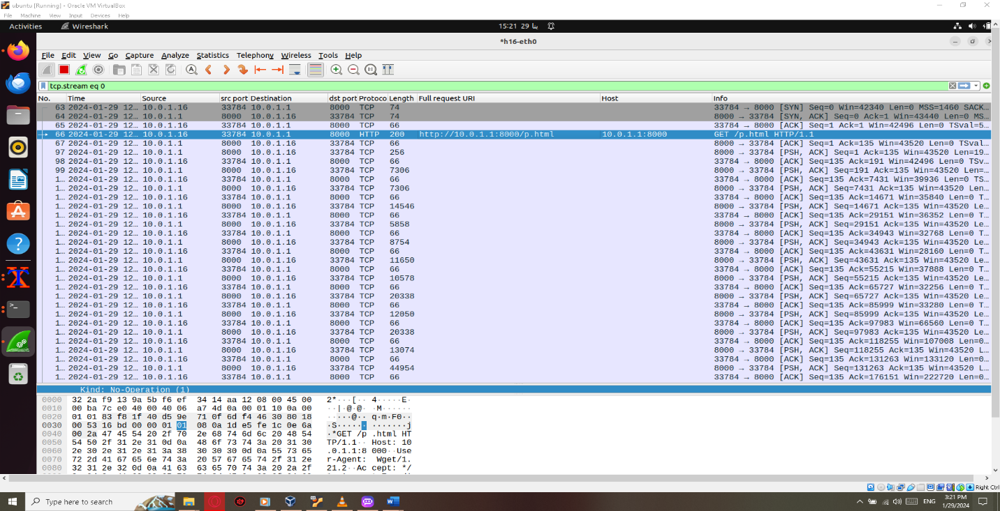 ubuntu [Running] - Oracle VM VirtualBox
File Machine View Input Devices Help
Activities Wireshark 15:21 29 ينا
*h16-eth0
File Edit View Go Capture Analyze Statistics Telephony Wireless Tools Help
tcp.stream eq 0
No. Time Source src port Destination dst port Protoco Length Full request URI Host Info
63 2024-01-29 12… 10.0.1.16 33784 10.0.1.1 8000 TCP 74 33784 → 8000 [SYN] Seq=0 Win=42340 Len=0 MSS=1460 SACK…
64 2024-01-29 12… 10.0.1.1 8000 10.0.1.16 33784 TCP 74 8000 → 33784 [SYN, ACK] Seq=0 Ack=1 Win=43440 Len=0 MS…
65 2024-01-29 12… 10.0.1.16 33784 10.0.1.1 8000 TCP 66 33784 → 8000 [ACK] Seq=1 Ack=1 Win=42496 Len=0 TSval=5…
66 2024-01-29 12… 10.0.1.16 33784 10.0.1.1 8000 HTTP 200 http://10.0.1.1:8000/p.html 10.0.1.1:8000 GET /p.html HTTP/1.1
67 2024-01-29 12… 10.0.1.1 8000 10.0.1.16 33784 TCP 66 8000 → 33784 [ACK] Seq=1 Ack=135 Win=43520 Len=0 TSval…
97 2024-01-29 12… 10.0.1.1 8000 10.0.1.16 33784 TCP 256 8000 → 33784 [PSH, ACK] Seq=1 Ack=135 Win=43520 Len=19…
98 2024-01-29 12… 10.0.1.16 33784 10.0.1.1 8000 TCP 66 33784 → 8000 [ACK] Seq=135 Ack=191 Win=42496 Len=0 TSv…
99 2024-01-29 12… 10.0.1.1 8000 10.0.1.16 33784 TCP 7306 8000 → 33784 [PSH, ACK] Seq=191 Ack=135 Win=43520 Len=…
1… 2024-01-29 12… 10.0.1.16 33784 10.0.1.1 8000 TCP 66 33784 → 8000 [ACK] Seq=135 Ack=7431 Win=39936 Len=0 TS…
1… 2024-01-29 12… 10.0.1.1 8000 10.0.1.16 33784 TCP 7306 8000 → 33784 [PSH, ACK] Seq=7431 Ack=135 Win=43520 Len…
1… 2024-01-29 12… 10.0.1.16 33784 10.0.1.1 8000 TCP 66 33784 → 8000 [ACK] Seq=135 Ack=14671 Win=35840 Len=0 T…
1… 2024-01-29 12… 10.0.1.1 8000 10.0.1.16 33784 TCP 14546 8000 → 33784 [PSH, ACK] Seq=14671 Ack=135 Win=43520 Le…
1… 2024-01-29 12… 10.0.1.16 33784 10.0.1.1 8000 TCP 66 33784 → 8000 [ACK] Seq=135 Ack=29151 Win=36352 Len=0 T…
1… 2024-01-29 12… 10.0.1.1 8000 10.0.1.16 33784 TCP 5858 8000 → 33784 [PSH, ACK] Seq=29151 Ack=135 Win=43520 Le…
1… 2024-01-29 12… 10.0.1.16 33784 10.0.1.1 8000 TCP 66 33784 → 8000 [ACK] Seq=135 Ack=34943 Win=32768 Len=0 T…
1… 2024-01-29 12… 10.0.1.1 8000 10.0.1.16 33784 TCP 8754 8000 → 33784 [PSH, ACK] Seq=34943 Ack=135 Win=43520 Le…
1… 2024-01-29 12… 10.0.1.16 33784 10.0.1.1 8000 TCP 66 33784 → 8000 [ACK] Seq=135 Ack=43631 Win=28160 Len=0 T…
1… 2024-01-29 12… 10.0.1.1 8000 10.0.1.16 33784 TCP 11650 8000 → 33784 [PSH, ACK] Seq=43631 Ack=135 Win=43520 Le…
1… 2024-01-29 12… 10.0.1.16 33784 10.0.1.1 8000 TCP 66 33784 → 8000 [ACK] Seq=135 Ack=55215 Win=37888 Len=0 T…
1… 2024-01-29 12… 10.0.1.1 8000 10.0.1.16 33784 TCP 10578 8000 → 33784 [PSH, ACK] Seq=55215 Ack=135 Win=43520 Le…
1… 2024-01-29 12… 10.0.1.16 33784 10.0.1.1 8000 TCP 66 33784 → 8000 [ACK] Seq=135 Ack=65727 Win=32256 Len=0 T…
1… 2024-01-29 12… 10.0.1.1 8000 10.0.1.16 33784 TCP 20338 8000 → 33784 [PSH, ACK] Seq=65727 Ack=135 Win=43520 Le…
1… 2024-01-29 12… 10.0.1.16 33784 10.0.1.1 8000 TCP 66 33784 → 8000 [ACK] Seq=135 Ack=85999 Win=33280 Len=0 T…
1… 2024-01-29 12… 10.0.1.1 8000 10.0.1.16 33784 TCP 12050 8000 → 33784 [PSH, ACK] Seq=85999 Ack=135 Win=43520 Le…
1… 2024-01-29 12… 10.0.1.16 33784 10.0.1.1 8000 TCP 66 33784 → 8000 [ACK] Seq=135 Ack=97983 Win=66560 Len=0 T…
1… 2024-01-29 12… 10.0.1.1 8000 10.0.1.16 33784 TCP 20338 8000 → 33784 [PSH, ACK] Seq=97983 Ack=135 Win=43520 Le…
1… 2024-01-29 12… 10.0.1.16 33784 10.0.1.1 8000 TCP 66 33784 → 8000 [ACK] Seq=135 Ack=118255 Win=107008 Len=0…
1… 2024-01-29 12… 10.0.1.1 8000 10.0.1.16 33784 TCP 13074 8000 → 33784 [PSH, ACK] Seq=118255 Ack=135 Win=43520 L…
1… 2024-01-29 12… 10.0.1.16 33784 10.0.1.1 8000 TCP 66 33784 → 8000 [ACK] Seq=135 Ack=131263 Win=133120 Len=0…
1… 2024-01-29 12… 10.0.1.1 8000 10.0.1.16 33784 TCP 44954 8000 → 33784 [PSH, ACK] Seq=131263 Ack=135 Win=43520 L…
1… 2024-01-29 12… 10.0.1.16 33784 10.0.1.1 8000 TCP 66 33784 → 8000 [ACK] Seq=135 Ack=176151 Win=222720 Len=0…
Kind: No-Operation (1)
0000 32 2a f9 13 9a 5b f6 ef 34 14 aa 12 08 00 45 00 2*···[·· 4·····E·
0010 00 ba 7c e0 40 00 40 06 a7 4d 0a 00 01 10 0a 00 ··|·@·@· ·M······
0020 01 01 83 f8 1f 40 d5 9e 71 0f 6d f4 46 30 80 18 ·····@·· q·m·F0··
0030 00 53 16 bd 00 00 01 01 08 0a 1d e5 fe 1c 0e 6a ·S······ ·······j
0040 00 2a 47 45 54 20 2f 70 2e 68 74 6d 6c 20 48 54 ·*GET /p .html HT
0050 54 50 2f 31 2e 31 0d 0a 48 6f 73 74 3a 20 31 30 TP/1.1·· Host: 10
0060 2e 30 2e 31 2e 31 3a 38 30 30 30 0d 0a 55 73 65 .0.1.1:8 000··Use
0070 72 2d 41 67 65 6e 74 3a 20 57 67 65 74 2f 31 2e r-Agent: Wget/1.
0080 32 31 2e 32 0d 0a 41 63 63 65 70 74 3a 20 2a 2f 21.2··Ac cept: */
Right Ctrl
Type here to search
ENG
3:21 PM
1/29/2024